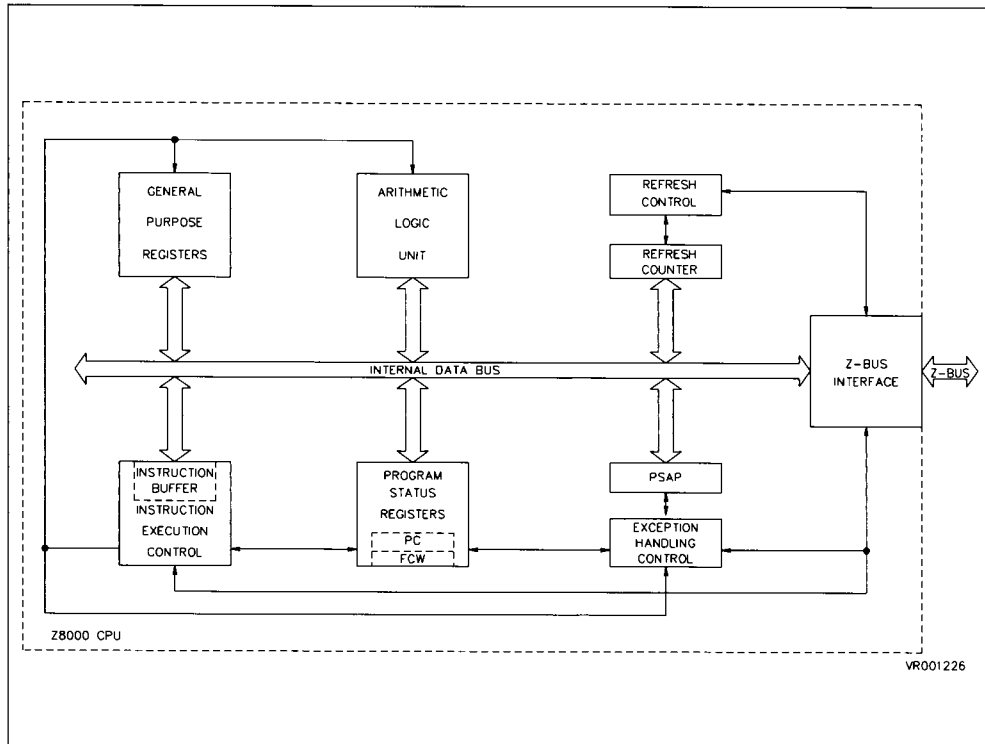 GENERAL
PURPOSE
REGISTERS
ARITHMETIC
LOGIC
UNIT
REFRESH
CONTROL
REFRESH
COUNTER
INTERNAL DATA BUS
Z-BUS
INTERFACE
Z-BUS
INSTRUCTION
BUFFER
INSTRUCTION
EXECUTION
CONTROL
PROGRAM
STATUS
REGISTERS
PC
FCW
PSAP
EXCEPTION
HANDLING
CONTROL
Z8000 CPU
VR001226